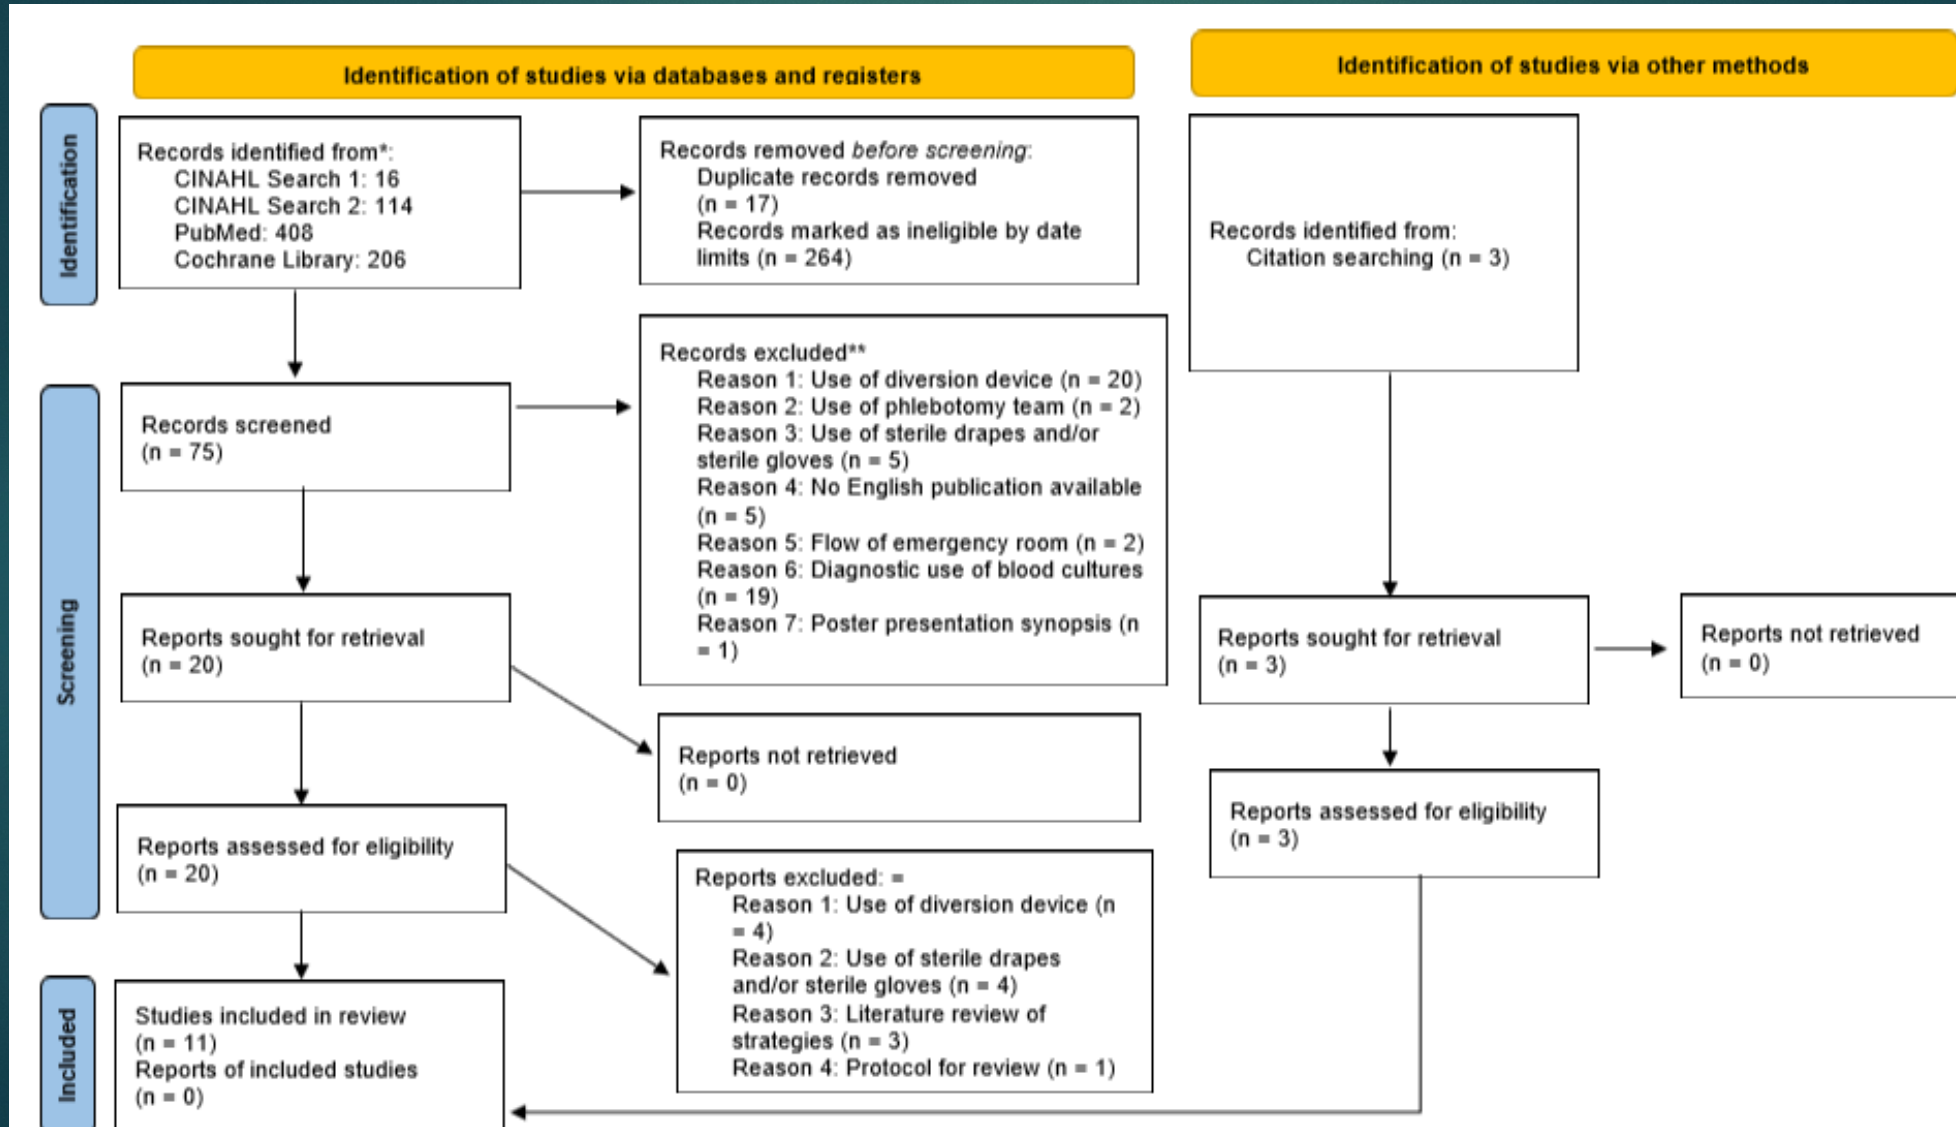 Identification of studies via databases and registers
Identification of studies via other methods
Identification
Records identified from*:
CINAHL Search 1: 16
CINAHL Search 2: 114
PubMed: 408
Cochrane Library: 206
Records removed before screening:
Duplicate records removed
(n = 17)
Records marked as ineligible by date
limits (n = 264)
Records identified from:
Citation searching (n = 3)
Screening
Records screened
(n = 75)
Records excluded**
Reason 1: Use of diversion device (n = 20)
Reason 2: Use of phlebotomy team (n = 2)
Reason 3: Use of sterile drapes and/or
sterile gloves (n = 5)
Reason 4: No English publication available
(n = 5)
Reason 5: Flow of emergency room (n = 2)
Reason 6: Diagnostic use of blood cultures
(n = 19)
Reason 7: Poster presentation synopsis (n
= 1)
Reports sought for retrieval
(n = 20)
Reports not retrieved
(n = 0)
Reports sought for retrieval
(n = 3)
Reports not retrieved
(n = 0)
Reports assessed for eligibility
(n = 20)
Reports excluded: =
Reason 1: Use of diversion device (n
= 4)
Reason 2: Use of sterile drapes
and/or sterile gloves (n = 4)
Reason 3: Literature review of
strategies (n = 3)
Reason 4: Protocol for review (n = 1)
Reports assessed for eligibility
(n = 3)
Included
Studies included in review
(n = 11)
Reports of included studies
(n = 0)